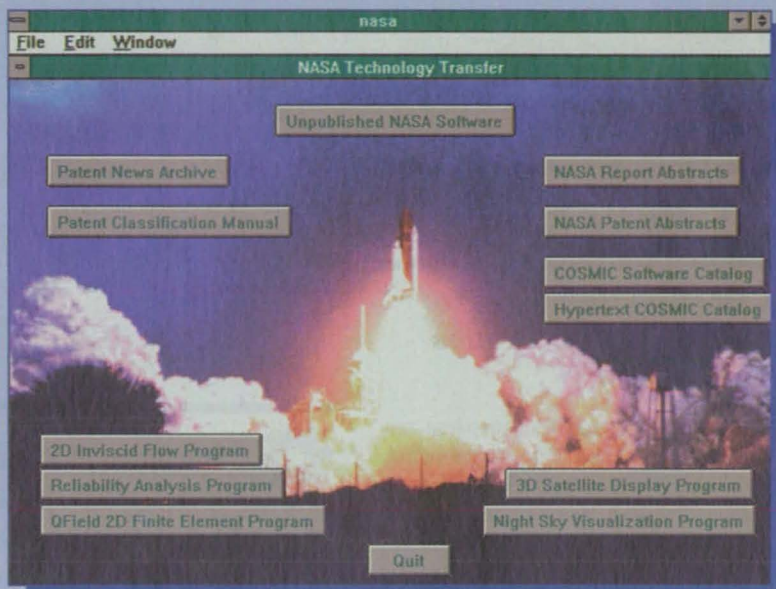 nasa
File Edit Window
NASA Technology Transfer
Unpublished NASA Software
Patent News Archive
NASA Report Abstracts
Patent Classification Manual
NASA Patent Abstracts
COSMIC Software Catalog
Hypertext COSMIC Catalog
2D Inviscid Flow Program
Reliability Analysis Program
3D Satellite Display Program
QField 2D Finite Element Program
Night Sky Visualization Program
Quit